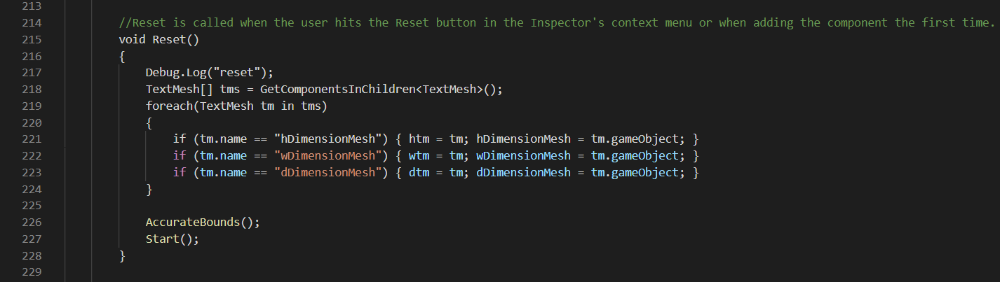 213
214 //Reset is called when the user hits the Reset button in the Inspector's context menu or when adding the component the first time.
215 void Reset()
216 {
217 Debug.Log("reset");
218 TextMesh[] tms = GetComponentsInChildren<TextMesh>();
219 foreach(TextMesh tm in tms)
220 {
221 if (tm.name == "hDimensionMesh") { htm = tm; hDimensionMesh = tm.gameObject; }
222 if (tm.name == "wDimensionMesh") { wtm = tm; wDimensionMesh = tm.gameObject; }
223 if (tm.name == "dDimensionMesh") { dtm = tm; dDimensionMesh = tm.gameObject; }
224 }
225
226 AccurateBounds();
227 Start();
228 }
229